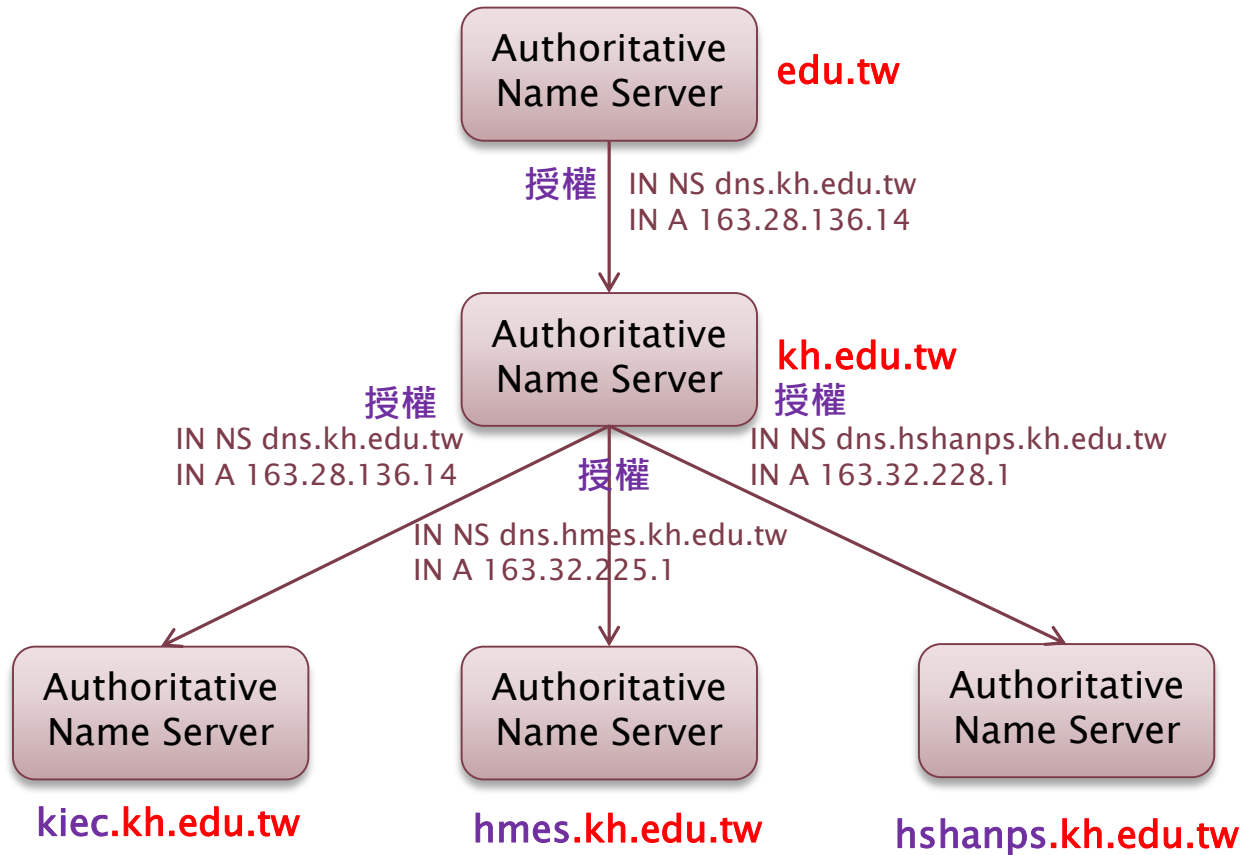 Authoritative
Name Server
edu.tw
授權
IN NS dns.kh.edu.tw
IN A 163.28.136.14
Authoritative
Name Server
kh.edu.tw
授權
IN NS dns.kh.edu.tw
IN A 163.28.136.14
授權
IN NS dns.hmes.kh.edu.tw
IN A 163.32.225.1
授權
IN NS dns.hshanps.kh.edu.tw
IN A 163.32.228.1
Authoritative
Name Server
kiec.kh.edu.tw
Authoritative
Name Server
hmes.kh.edu.tw
Authoritative
Name Server
hshanps.kh.edu.tw